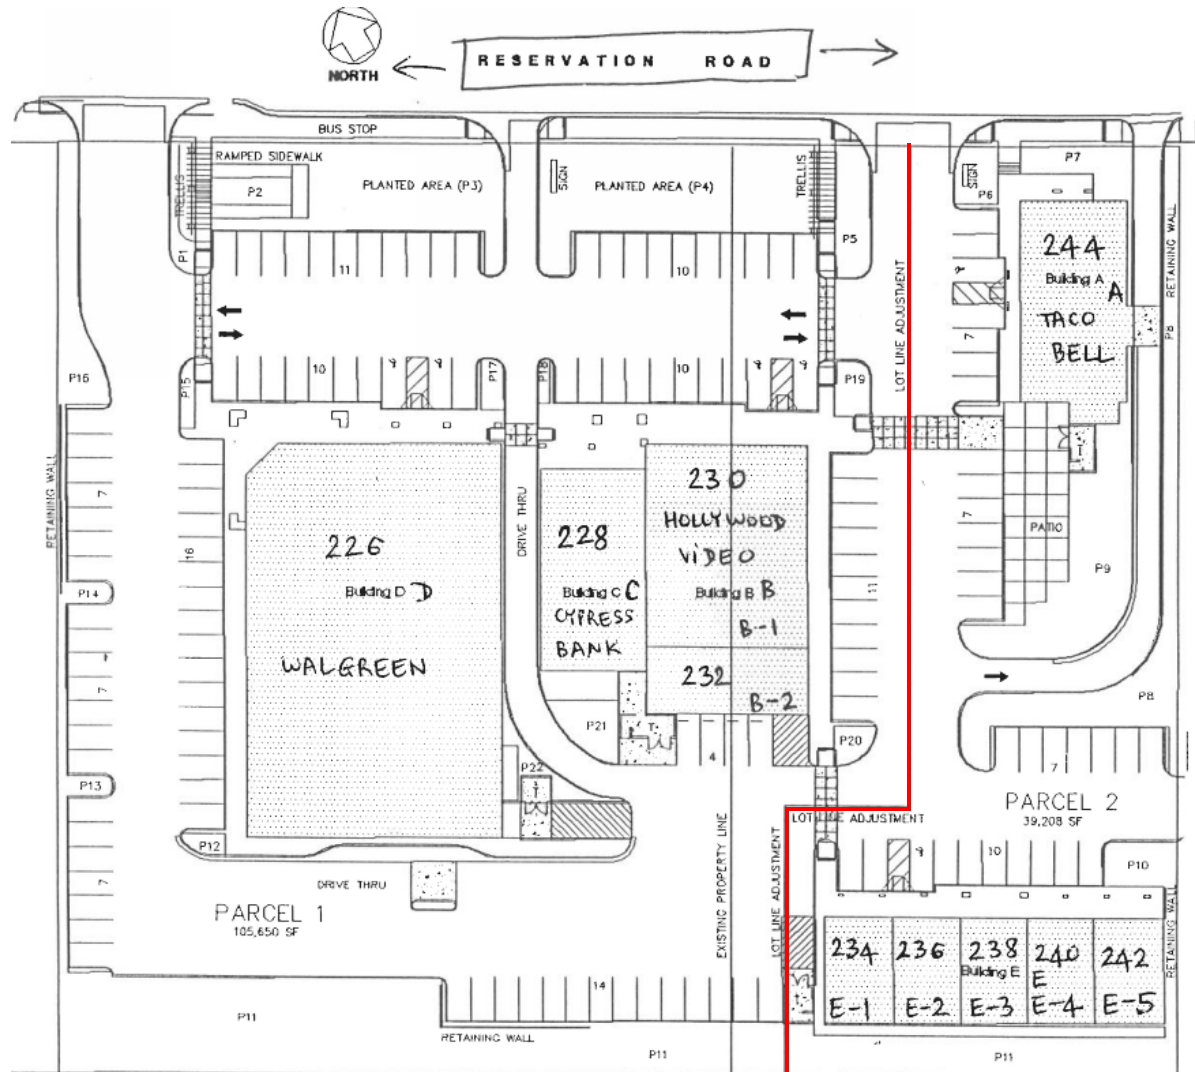 RESERVATION ROAD
NORTH
BUS STOP
RAMPED SIDEWALK
P2
PLANTED AREA (P3)
SIGN
PLANTED AREA (P4)
TRELLIS
TRELLIS
P1
P5
P6
SIGN
P7
244
Building A A
TACO
BELL
RETAINING WALL
P8
LOT LINE ADJUSTMENT
11
10
7
10
10
P16
P15
P17
P18
P19
RETAINING WALL
7
16
DRIVE THRU
226
Building D D
WALGREEN
228
Building C C
CYPRESS
BANK
230
HOLLYWOOD
VIDEO
Building B B
B-1
232
B-2
11
7
PATIO
T
P9
P14
7
P13
7
P12
P21
T
4
P20
P22
T
P8
7
PARCEL 2
39,208 SF
LOT LINE ADJUSTMENT
10
P10
DRIVE THRU
PARCEL 1
105,650 SF
EXISTING PROPERTY LINE
LOT LINE ADJUSTMENT
234
E-1
236
E-2
238
Building E
E-3
240
E
E-4
242
E-5
RETAINING WALL
14
T
P11
RETAINING WALL
P11
P11